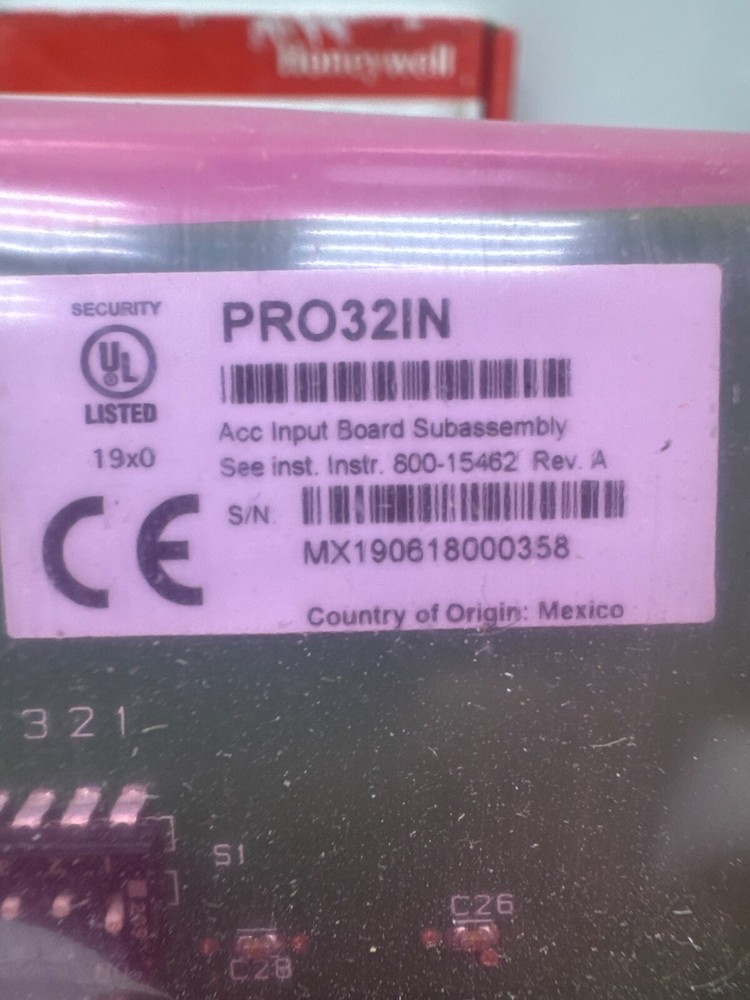 Honeywell
SECURITY
UL
®
LISTED
19x0
CE
PRO32IN
Acc Input Board Subassembly
See inst. Instr. 800-15462 Rev. A
S/N
MX190618000358
Country of Origin: Mexico
3 2 1
S1
C26
C28